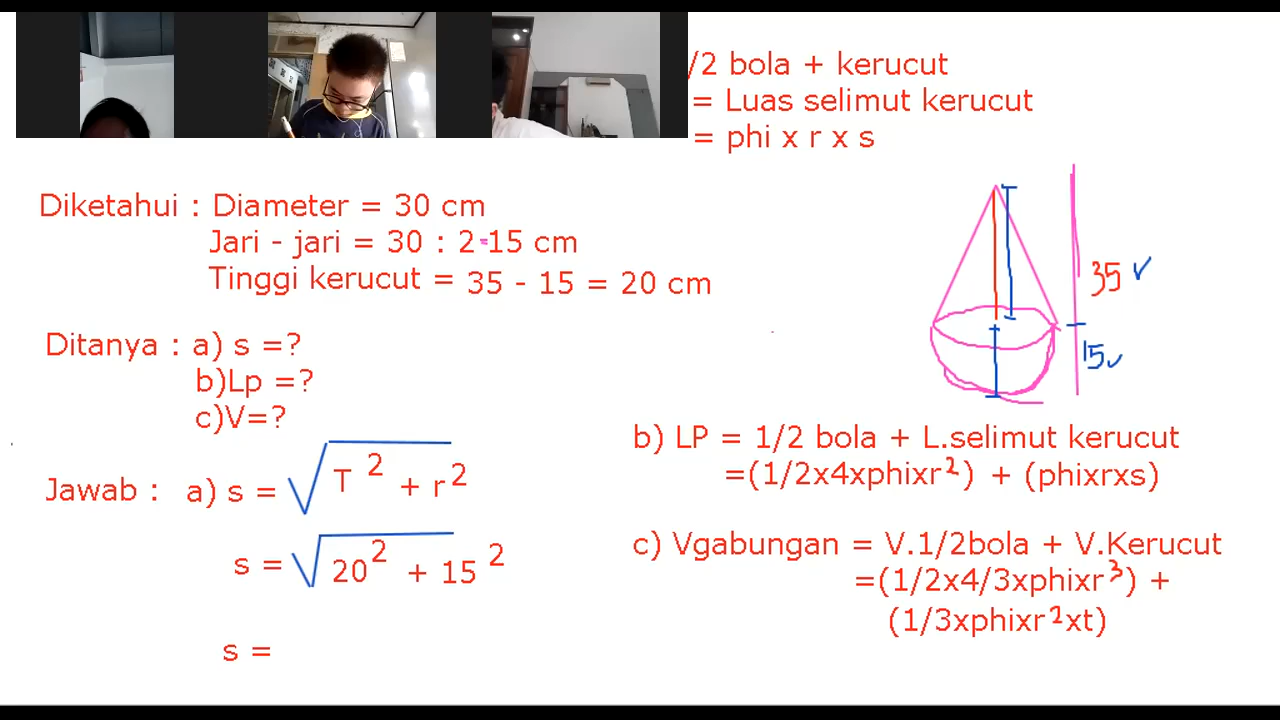 /2 bola + kerucut
= Luas selimut kerucut
= phi x r x s
Diketahui : Diameter = 30 cm
Jari - jari = 30 : 2=15 cm
Tinggi kerucut = 35 - 15 = 20 cm
35 ✓
15 ✓
Ditanya : a) s =?
b)Lp =?
c)V=?
Jawab : a) s = √T² + r²
s = √20² + 15²
s =
b) LP = 1/2 bola + L.selimut kerucut
=(1/2x4xphixr²) + (phixrxs)
c) Vgabungan = V.1/2bola + V.Kerucut
=(1/2x4/3xphixr³) +
(1/3xphixr²xt)